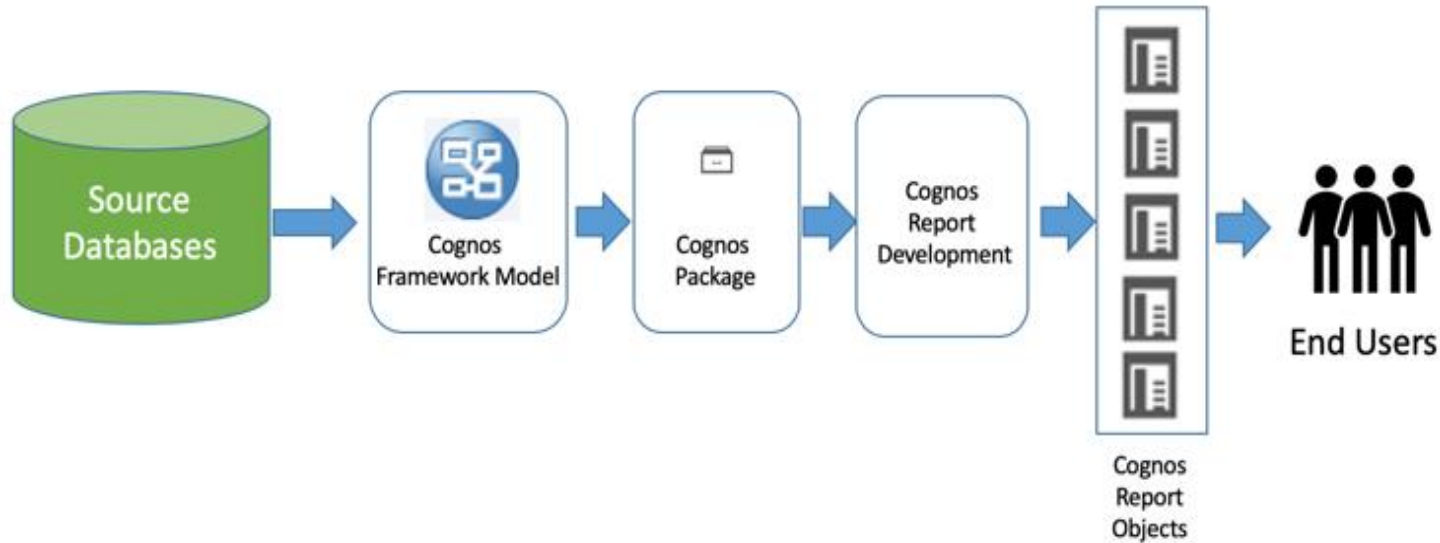 Source
Databases
Cognos
Framework Model
Cognos
Package
Cognos
Report
Development
Cognos
Report
Objects
End Users